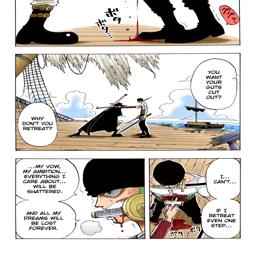 YOU
WANT
YOUR
GUTS
CUT
OUT?
WHY
DON'T
YOU
RETREAT?
I...
CAN'T...
IF I
RETREAT
EVEN
ONE
STEP...
...MY VOW,
MY AMBITION...
EVERYTHING
I CARE
ABOUT...
WILL BE
SHATTERED.
AND ALL MY
DREAMS WILL
BE LOST
FOREVER.